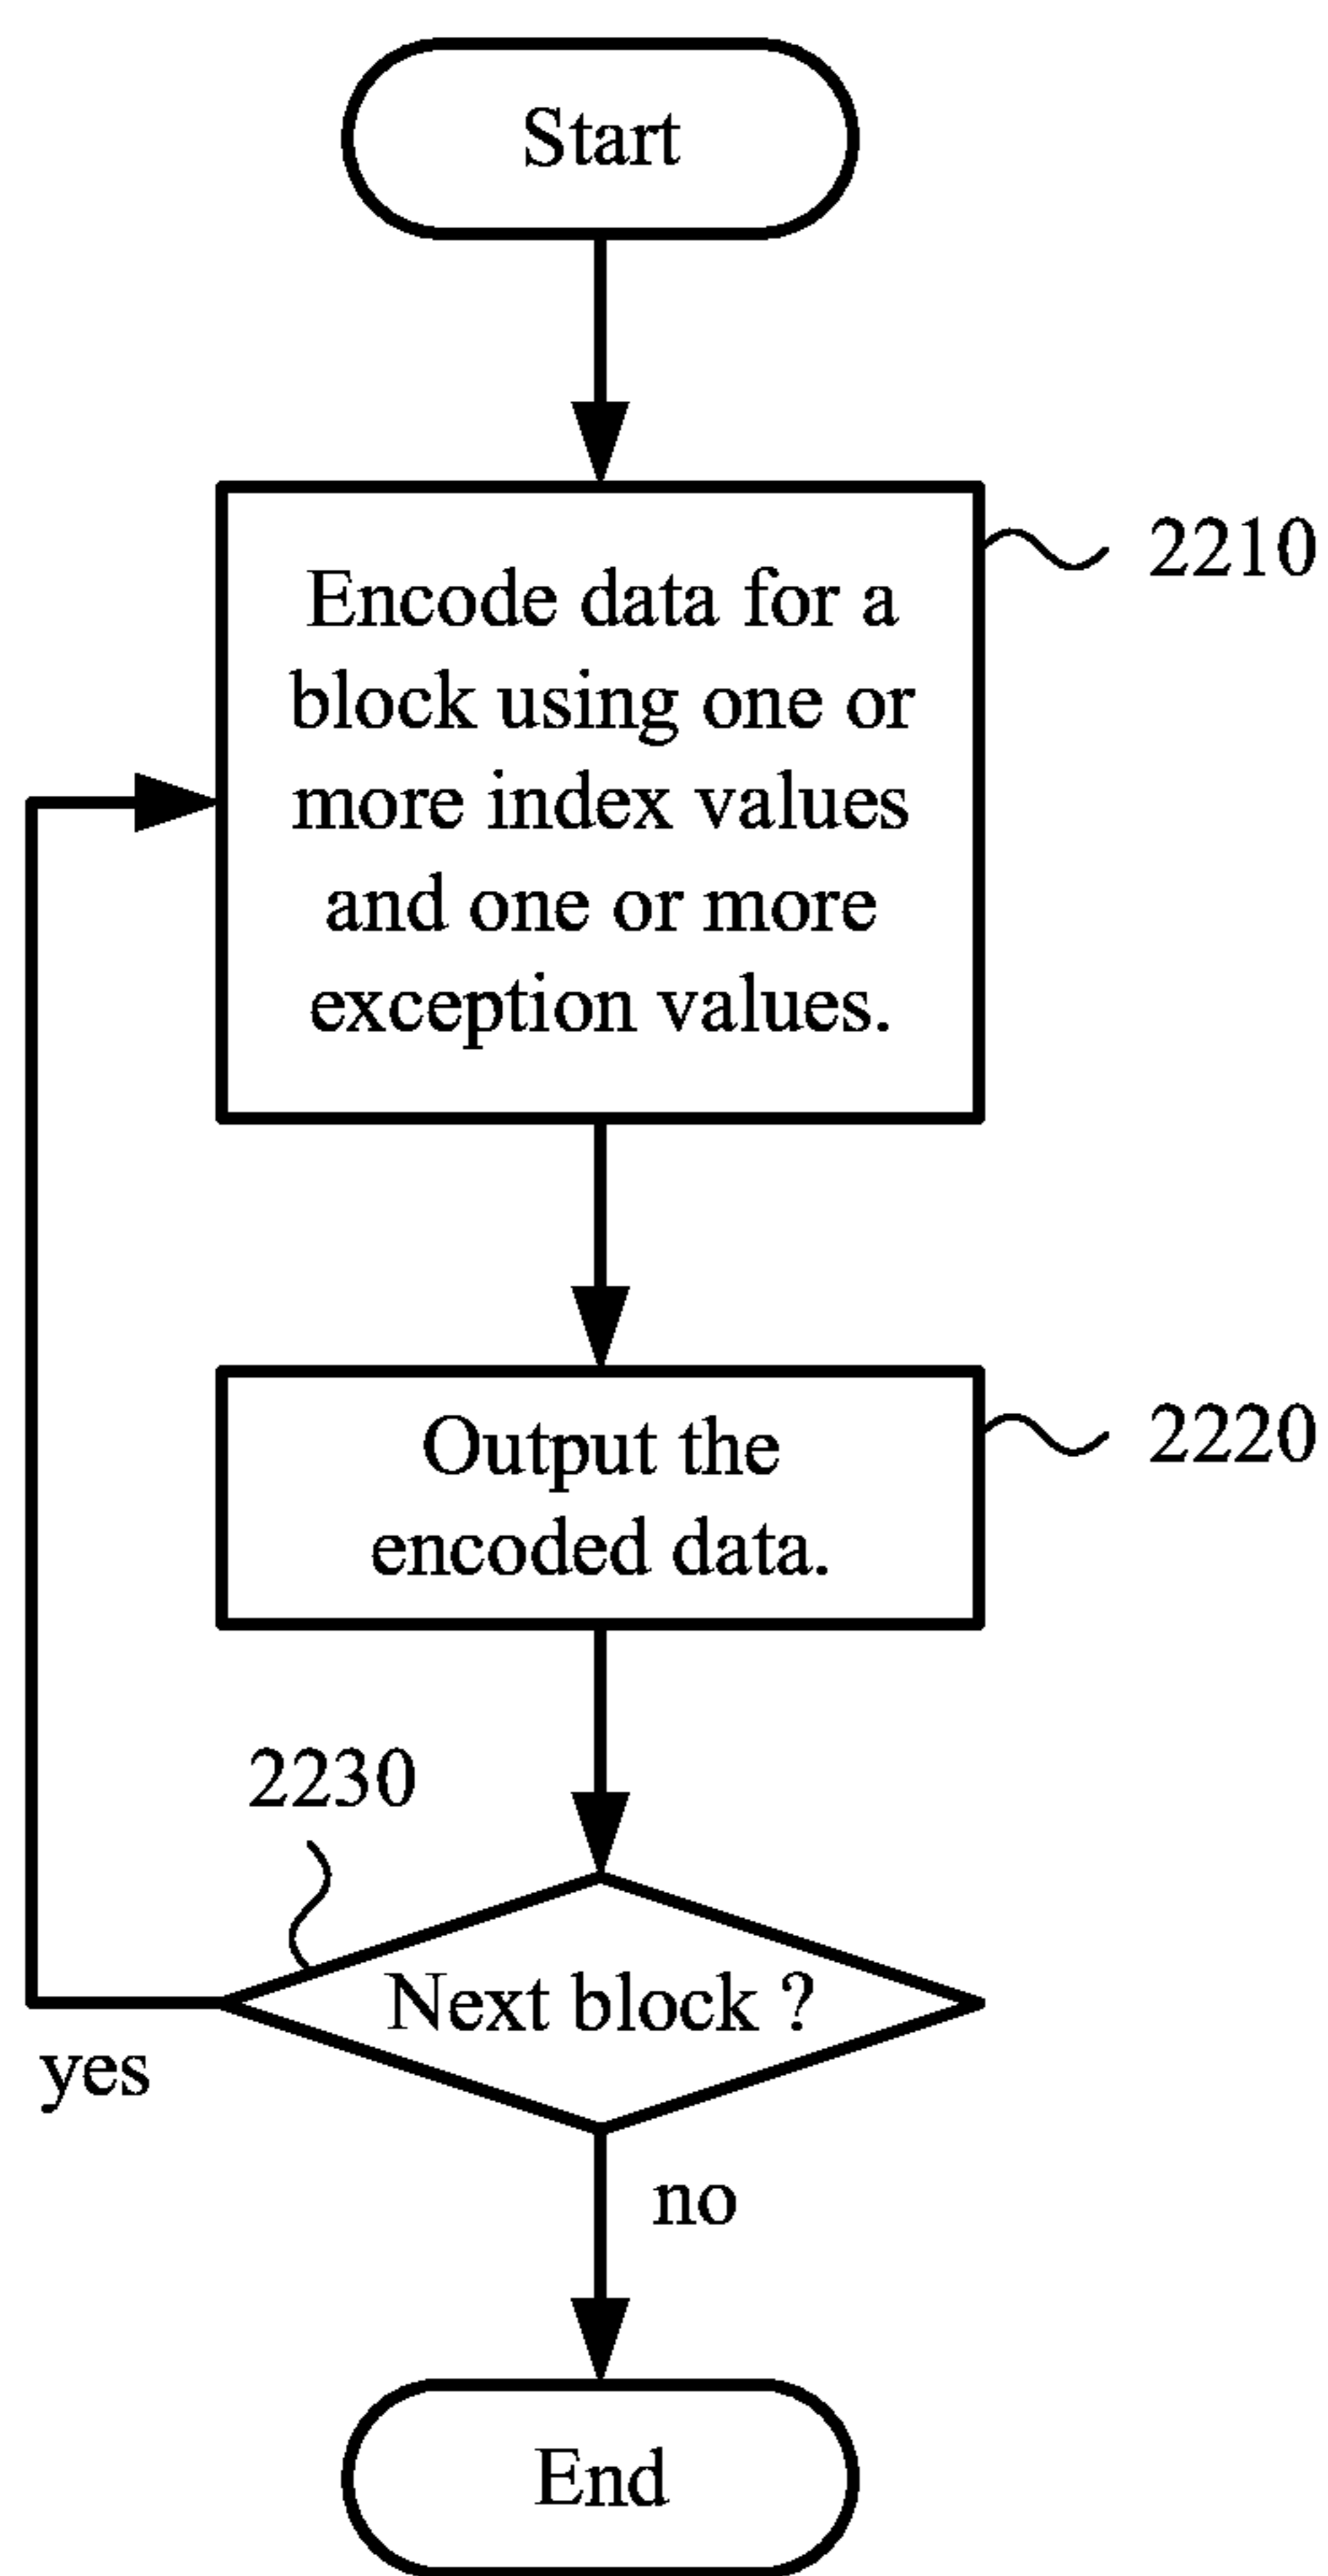 Start
Encode data for a
block using one or
more index values
and one or more
exception values.
2210
Output the
encoded data.
2220
2230
Next block ?
yes
no
End